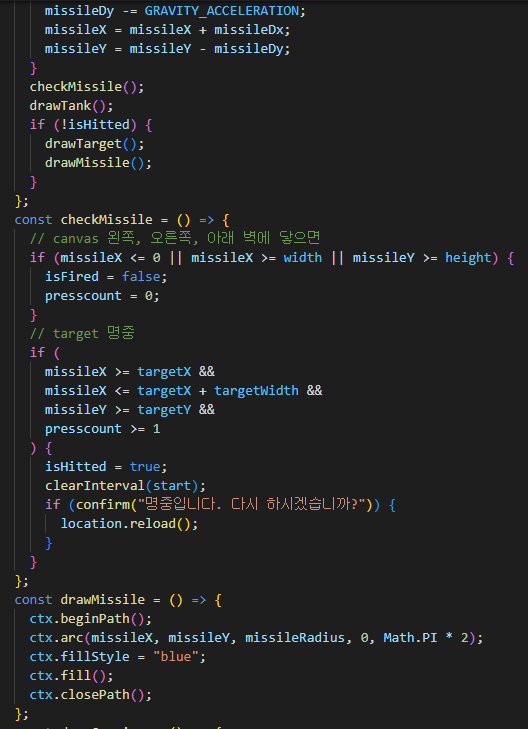 missileDy -= GRAVITY_ACCELERATION;
missileX = missileX + missileDx;
missileY = missileY - missileDy;
}
checkMissile();
drawTank();
if (!isHitted) {
drawTarget();
drawMissile();
}
};
const checkMissile = () => {
// canvas 왼쪽, 오른쪽, 아래 벽에 닿으면
if (missileX <= 0 || missileX >= width || missileY >= height) {
isFired = false;
presscount = 0;
}
// target 명중
if (
missileX >= targetX &&
missileX <= targetX + targetWidth &&
missileY >= targetY &&
presscount >= 1
) {
isHitted = true;
clearInterval(start);
if (confirm("명중입니다. 다시 하시겠습니까?")) {
location.reload();
}
}
};
const drawMissile = () => {
ctx.beginPath();
ctx.arc(missileX, missileY, missileRadius, 0, Math.PI * 2);
ctx.fillStyle = "blue";
ctx.fill();
ctx.closePath();
};